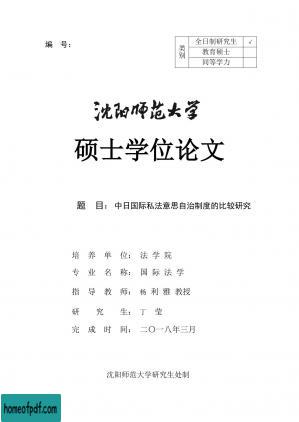 编 号：
类别
全日制研究生 √
教育硕士
同等学力
沈阳师范大学
硕士学位论文
题 目：中日国际私法意思自治制度的比较研究
培 养 单 位：法 学 院
专 业 名 称：国 际 法 学
指 导 教 师：杨 利 雅 教授
研 究 生：丁 莹
完 成 时 间：二〇一八年三月
沈阳师范大学研究生处制
homeofpdf.com
homeofpdf.com